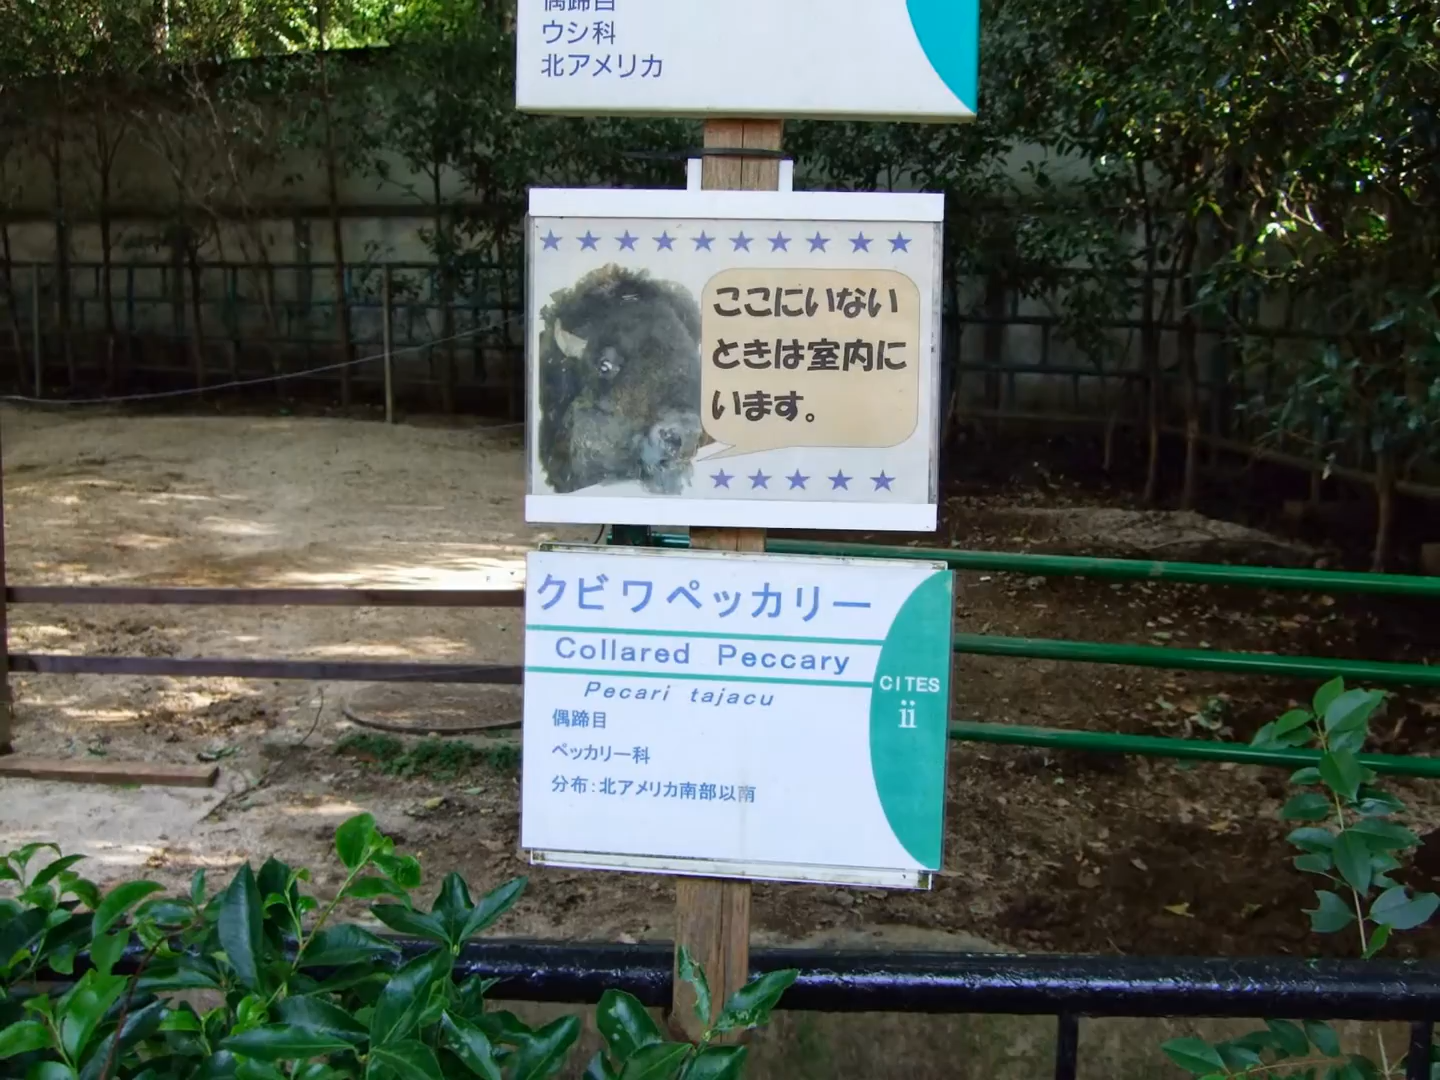 偶蹄目
ウシ科
北アメリカ
ここにいない
ときは室内に
います。
クビワペッカリー
Collared Peccary
Pecari tajacu
CITES
ii
偶蹄目
ペッカリー科
分布:北アメリカ南部以南